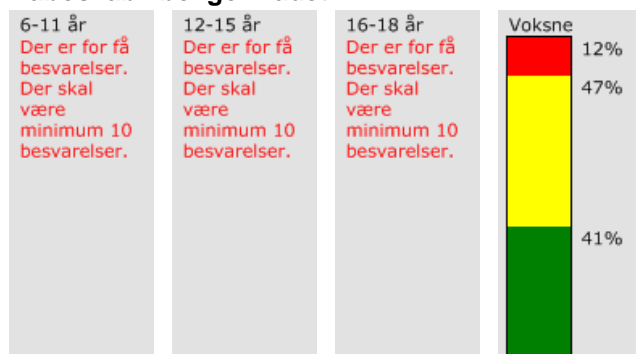 6-11 år
Der er for få
besvarelser.
Der skal
være
minimum 10
besvarelser.
12-15 år
Der er for få
besvarelser.
Der skal
være
minimum 10
besvarelser.
16-18 år
Der er for få
besvarelser.
Der skal
være
minimum 10
besvarelser.
Voksne
12%
47%
41%